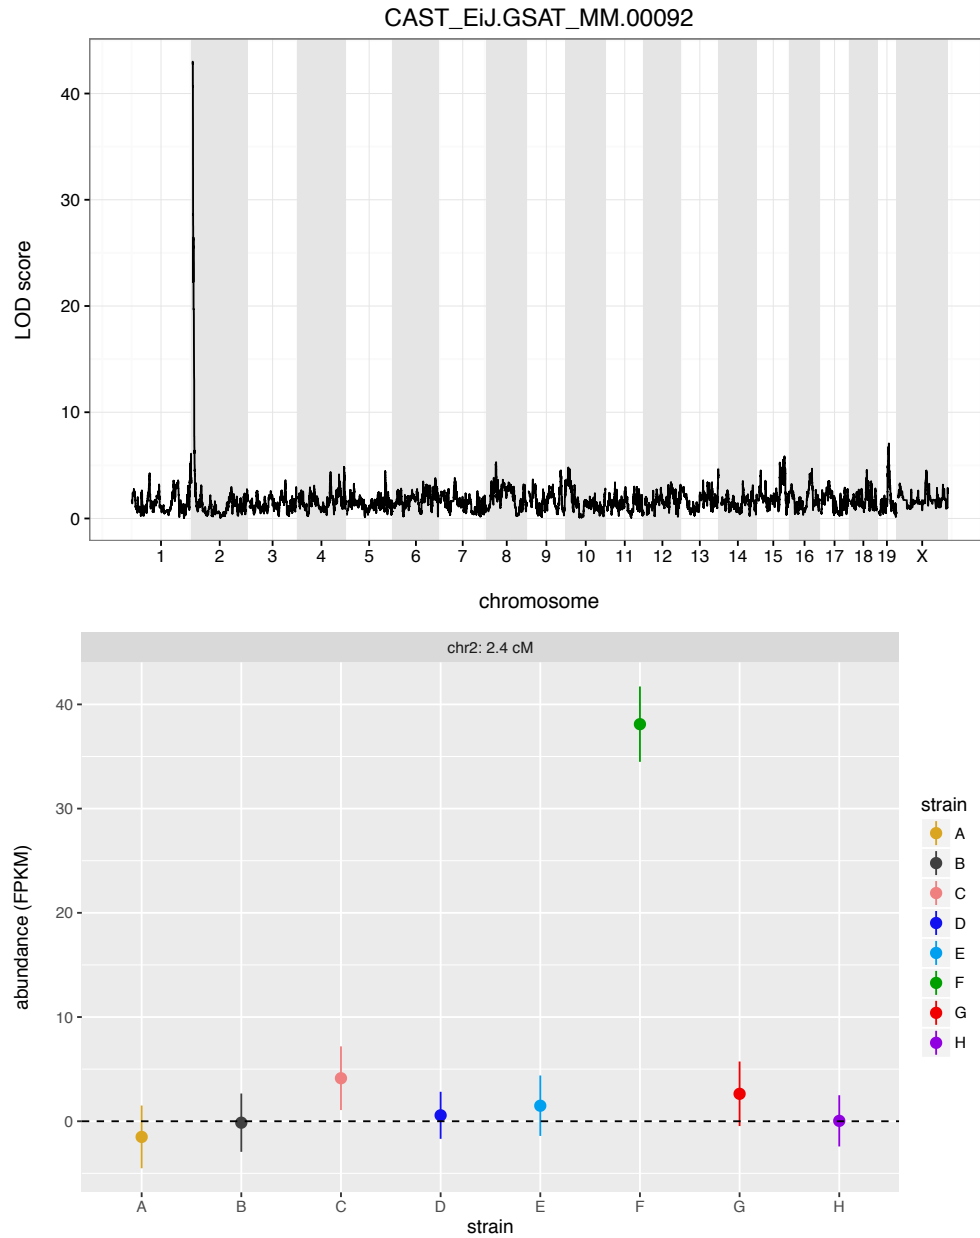 CAST_EiJ.GSAT_MM.00092
40
30
20
10
0
LOD score
1 2 3 4 5 6 7 8 9 10 11 12 13 14 15 16 17 18 19 X
chromosome
chr2: 2.4 cM
40
30
20
10
0
abundance (FPKM)
A B C D E F G H
strain
strain
A
B
C
D
E
F
G
H